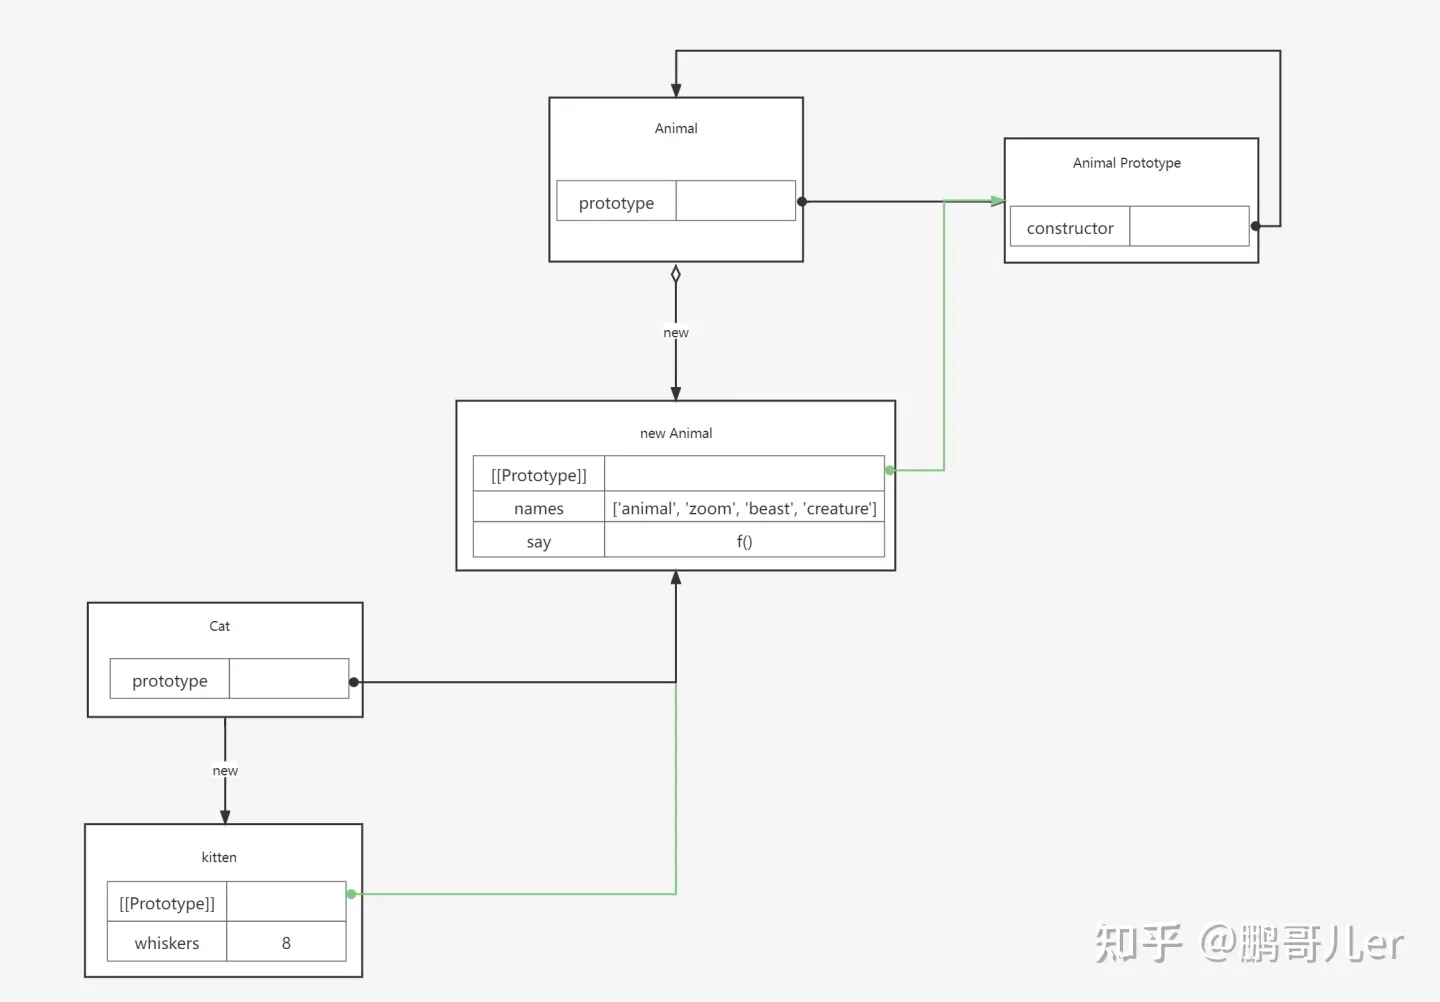 Animal
prototype
Animal Prototype
constructor
new
new Animal
[[Prototype]]
names ['animal', 'zoom', 'beast', 'creature']
say f()
Cat
prototype
new
kitten
[[Prototype]]
whiskers 8
知乎 @鹏哥儿er